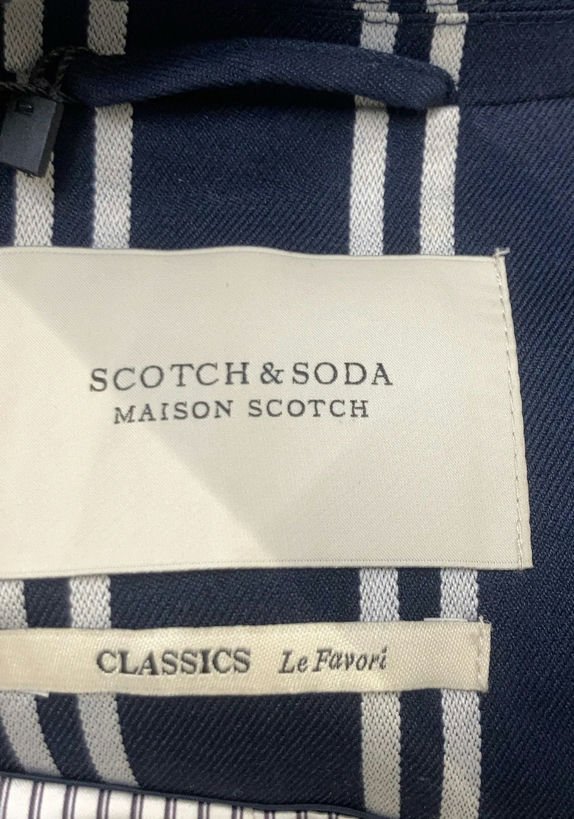 SCOTCH & SODA
MAISON SCOTCH
CLASSICS Le Favori